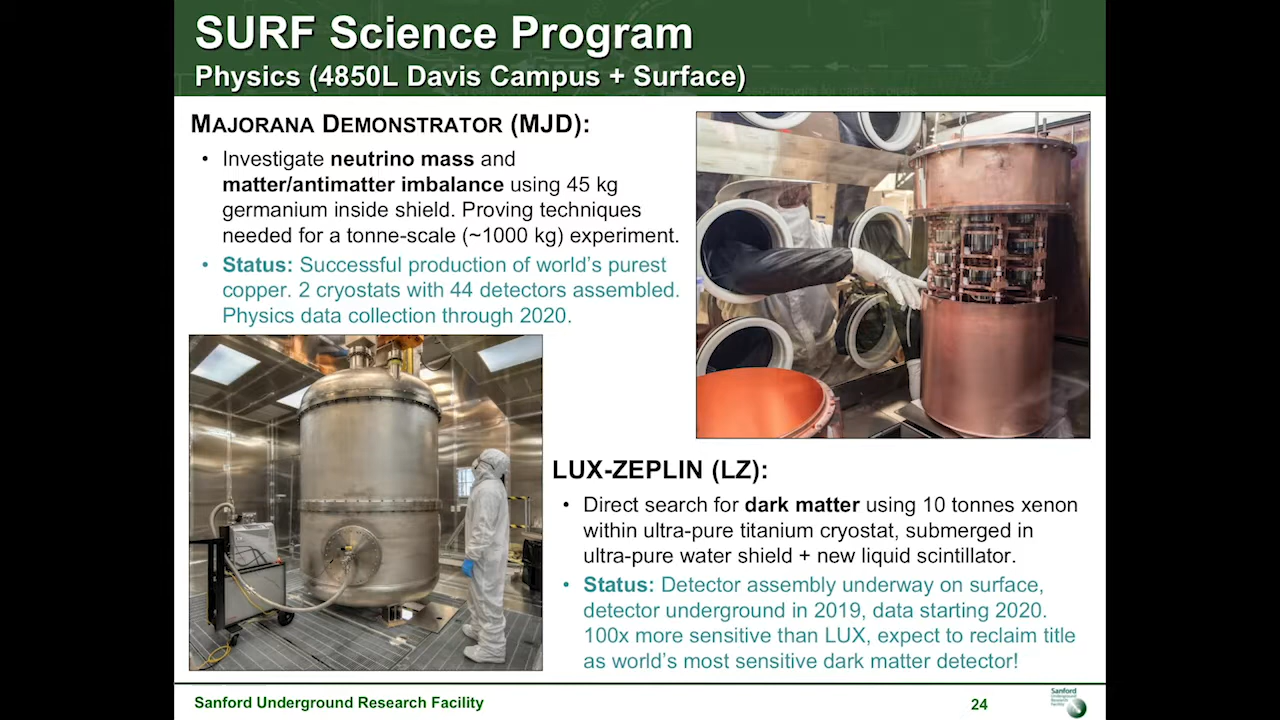 SURF Science Program
Physics (4850L Davis Campus + Surface)
MAJORANA DEMONSTRATOR (MJD):
• Investigate neutrino mass and
matter/antimatter imbalance using 45 kg
germanium inside shield. Proving techniques
needed for a tonne-scale (~1000 kg) experiment.
• Status: Successful production of world's purest
copper. 2 cryostats with 44 detectors assembled.
Physics data collection through 2020.
LUX-ZEPLIN (LZ):
• Direct search for dark matter using 10 tonnes xenon
within ultra-pure titanium cryostat, submerged in
ultra-pure water shield + new liquid scintillator.
• Status: Detector assembly underway on surface,
detector underground in 2019, data starting 2020.
100x more sensitive than LUX, expect to reclaim title
as world's most sensitive dark matter detector!
Sanford Underground Research Facility
24
Sanford
Underground
Research
Facility